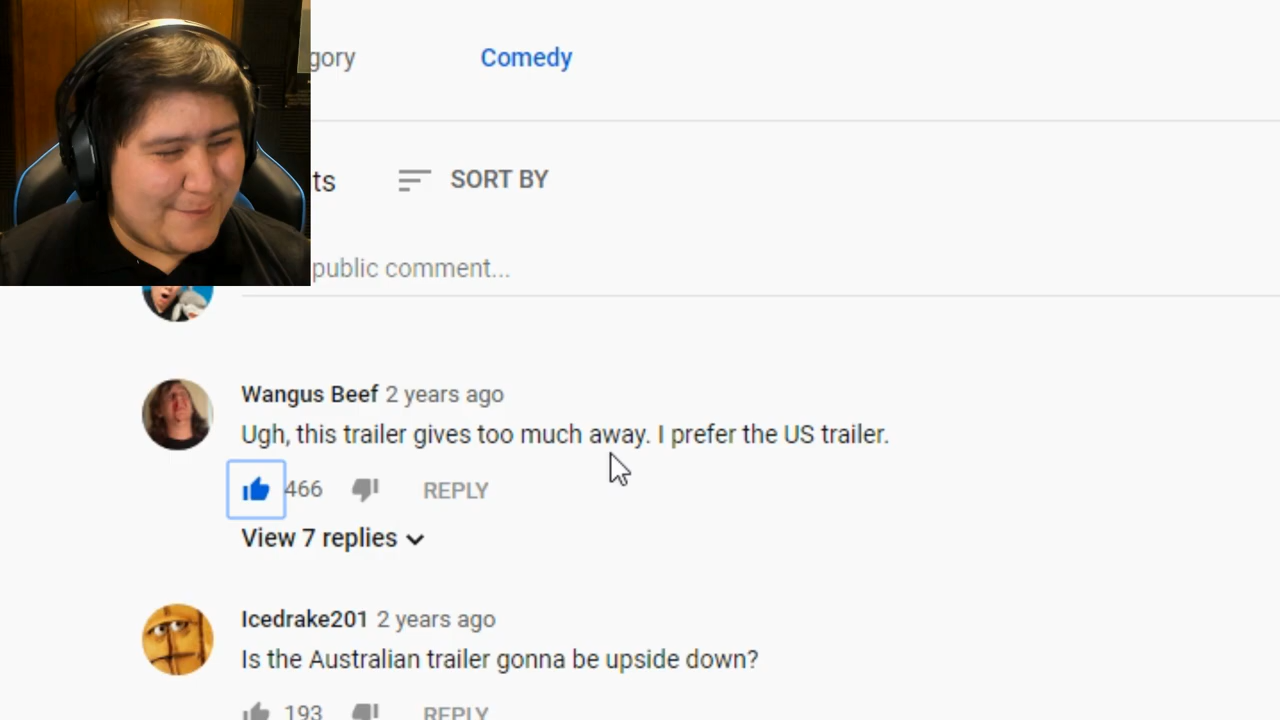 gory Comedy
ts SORT BY
public comment...
Wangus Beef 2 years ago
Ugh, this trailer gives too much away. I prefer the US trailer.
466 REPLY
View 7 replies
Icedrake201 2 years ago
Is the Australian trailer gonna be upside down?
193 REPLY